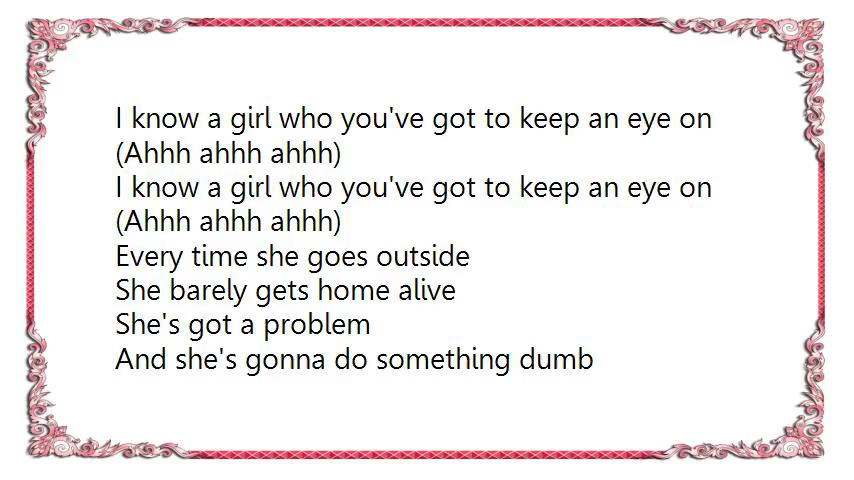 I know a girl who you've got to keep an eye on
(Ahhh ahhh ahhh)
I know a girl who you've got to keep an eye on
(Ahhh ahhh ahhh)
Every time she goes outside
She barely gets home alive
She's got a problem
And she's gonna do something dumb